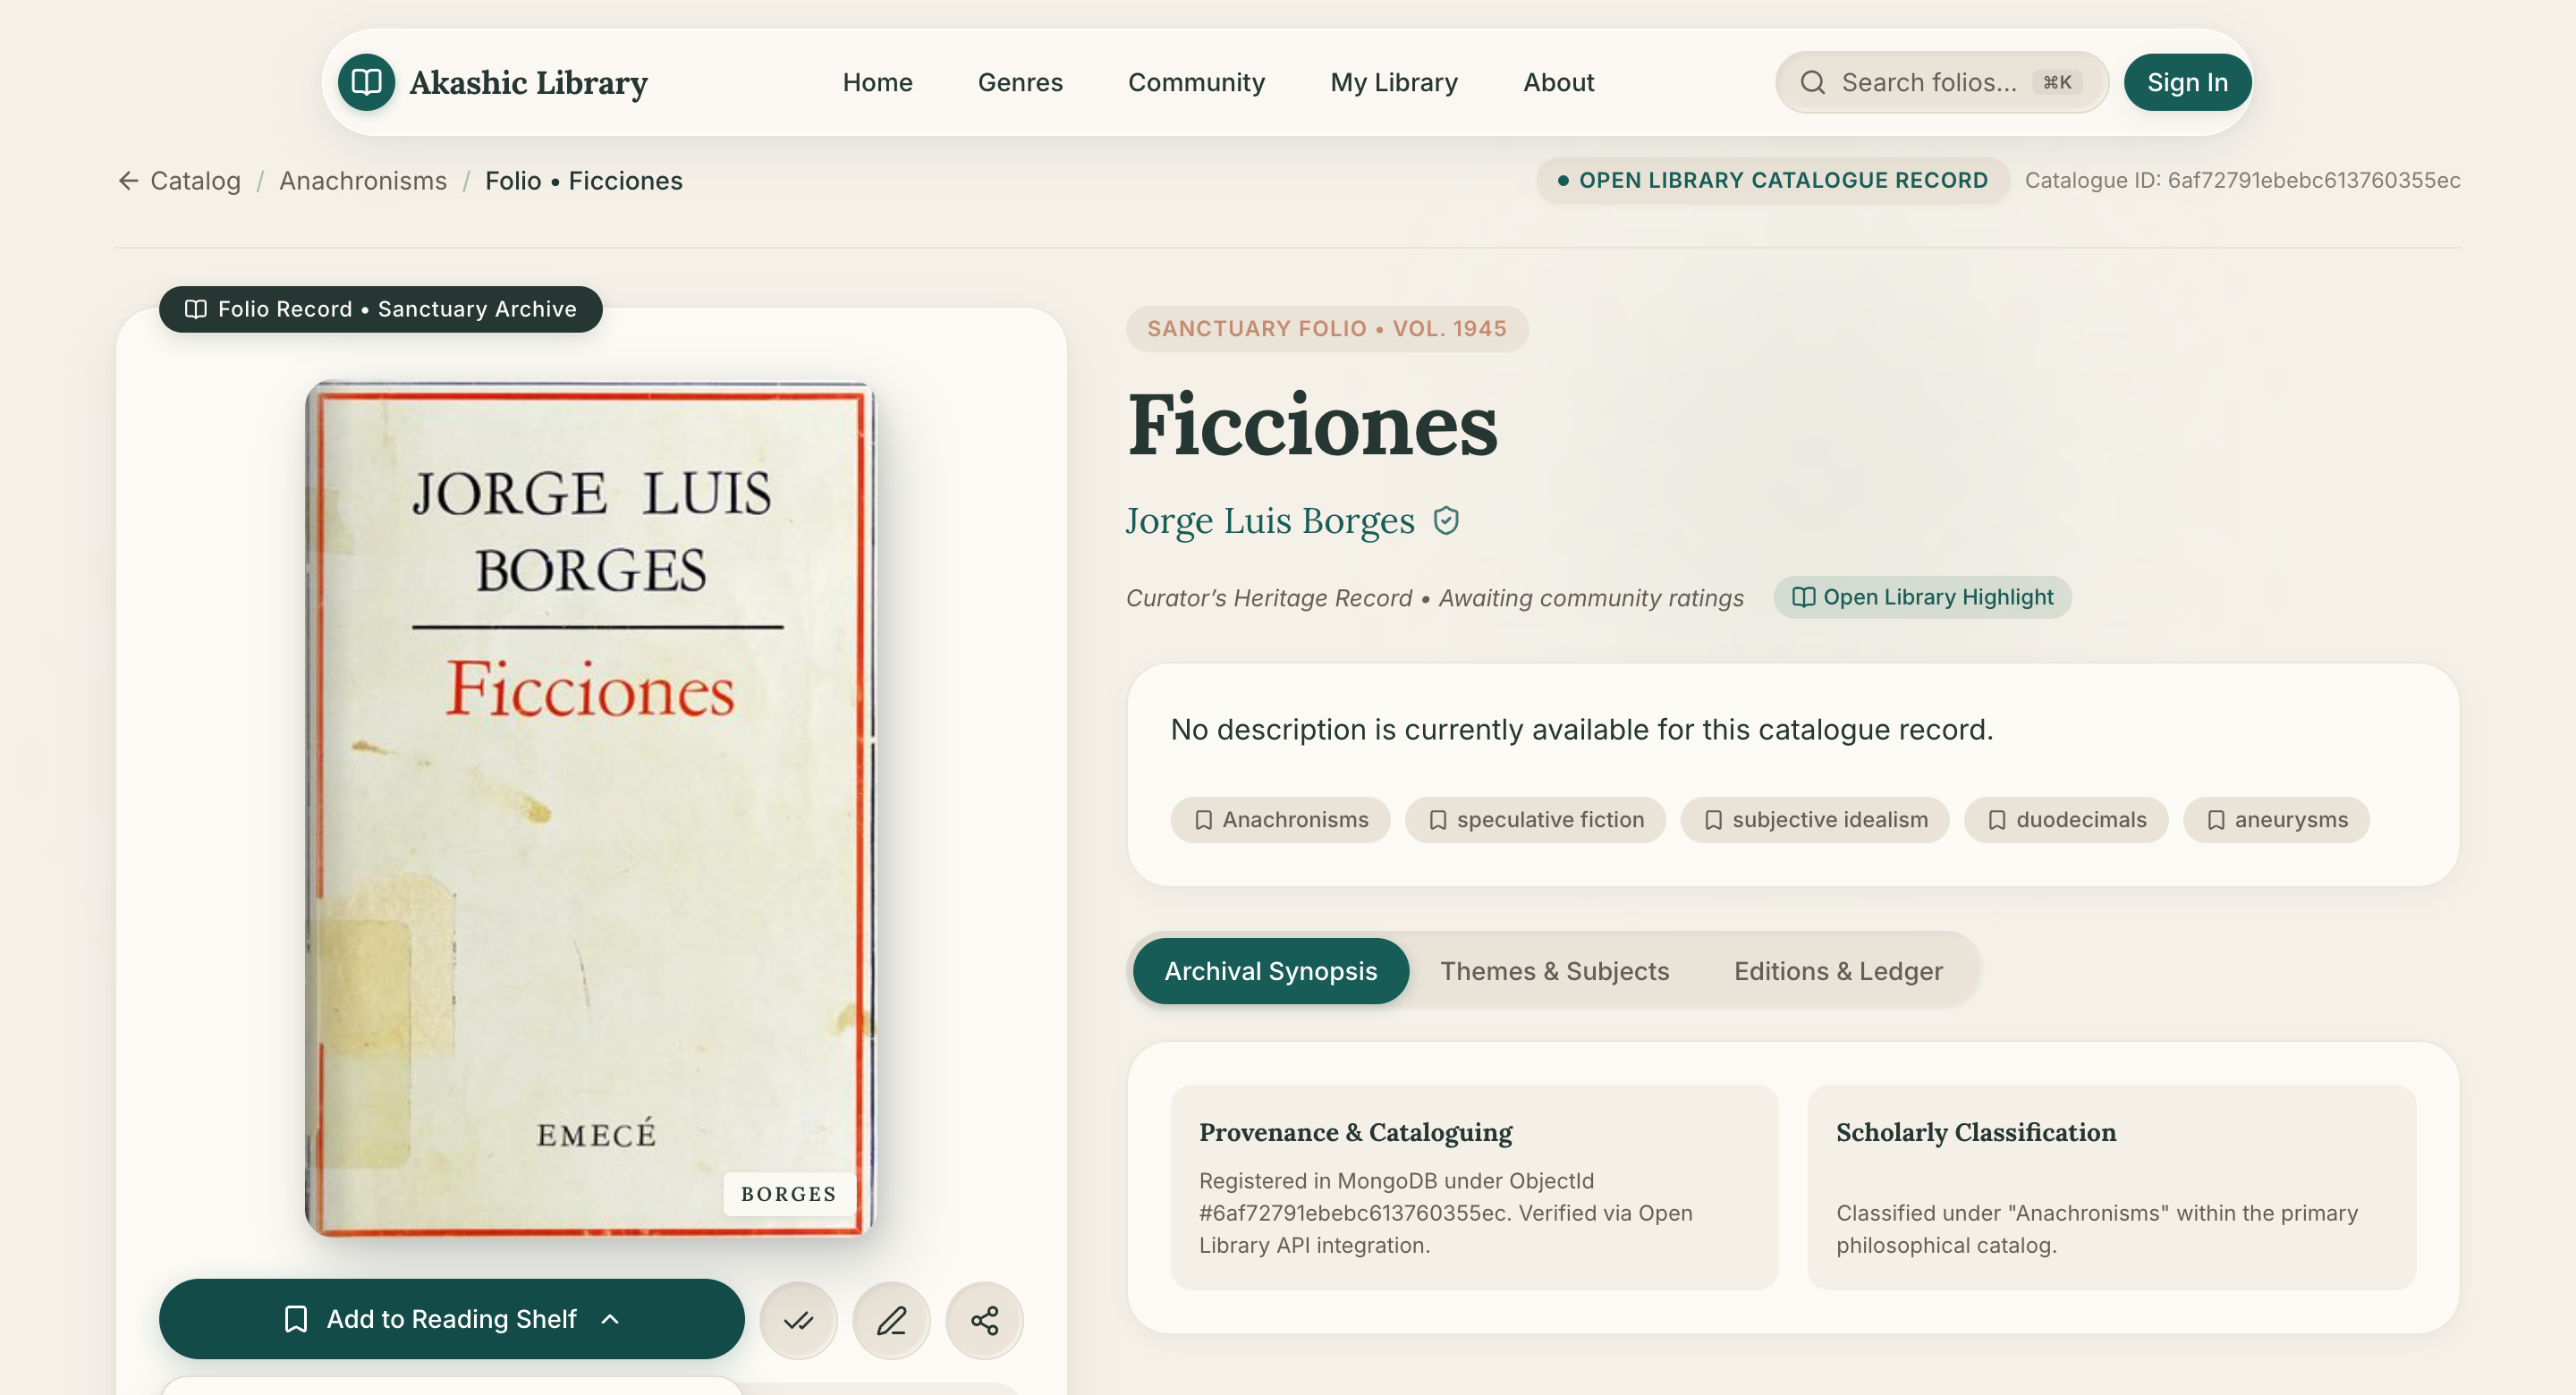 Akashic Library
Home
Genres
Community
My Library
About
Search folios...
⌘K
Sign In
Catalog / Anachronisms / Folio • Ficciones
OPEN LIBRARY CATALOGUE RECORD
Catalogue ID: 6af72791ebebc613760355ec
Folio Record • Sanctuary Archive
JORGE LUIS
BORGES
Ficciones
EMECÉ
BORGES
Add to Reading Shelf
SANCTUARY FOLIO • VOL. 1945
Ficciones
Jorge Luis Borges
Curator’s Heritage Record • Awaiting community ratings
Open Library Highlight
No description is currently available for this catalogue record.
Anachronisms
speculative fiction
subjective idealism
duodecimals
aneurysms
Archival Synopsis
Themes & Subjects
Editions & Ledger
Provenance & Cataloguing
Registered in MongoDB under ObjectId
#6af72791ebebc613760355ec. Verified via Open
Library API integration.
Scholarly Classification
Classified under "Anachronisms" within the primary
philosophical catalog.